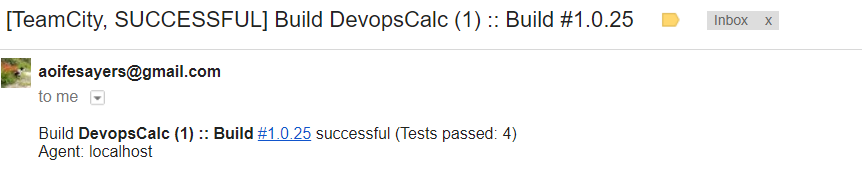 [TeamCity, SUCCESSFUL] Build DevopsCalc (1) :: Build #1.0.25 Inbox x
aoifesayers@gmail.com
to me
Build DevopsCalc (1) :: Build #1.0.25 successful (Tests passed: 4)
Agent: localhost